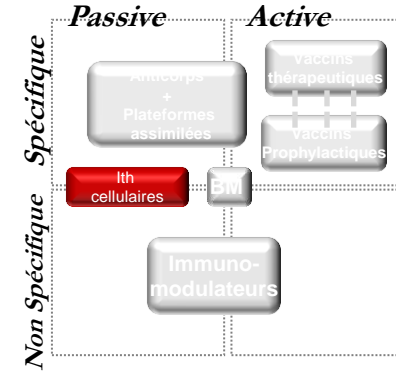 Passive
Active
Spécifique
Anticorps
+
Plateformes
assimilées
Vaccins
thérapeutiques
Vaccins
Prophylactiques
Ith
cellulaires
BM
Non Spécifique
Immuno-
modulateurs